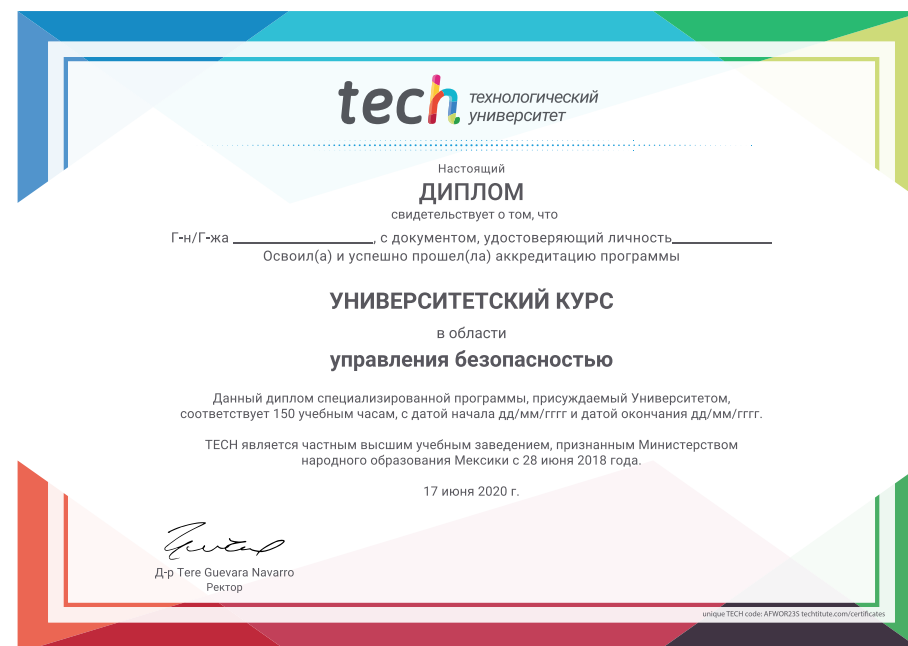 tech технологический
университет
Настоящий
ДИПЛОМ
свидетельствует о том, что
Г-н/Г-жа ____________________, с документом, удостоверяющий личность______________
Освоил(а) и успешно прошел(ла) аккредитацию программы
УНИВЕРСИТЕТСКИЙ КУРС
в области
управления безопасностью
Данный диплом специализированной программы, присуждаемый Университетом,
соответствует 150 учебным часам, с датой начала дд/мм/гггг и датой окончания дд/мм/гггг.
TECH является частным высшим учебным заведением, признанным Министерством
народного образования Мексики с 28 июня 2018 года.
17 июня 2020 г.
Д-р Tere Guevara Navarro
Ректор
unique TECH code: AFWOR23S techtitute.com/certificates